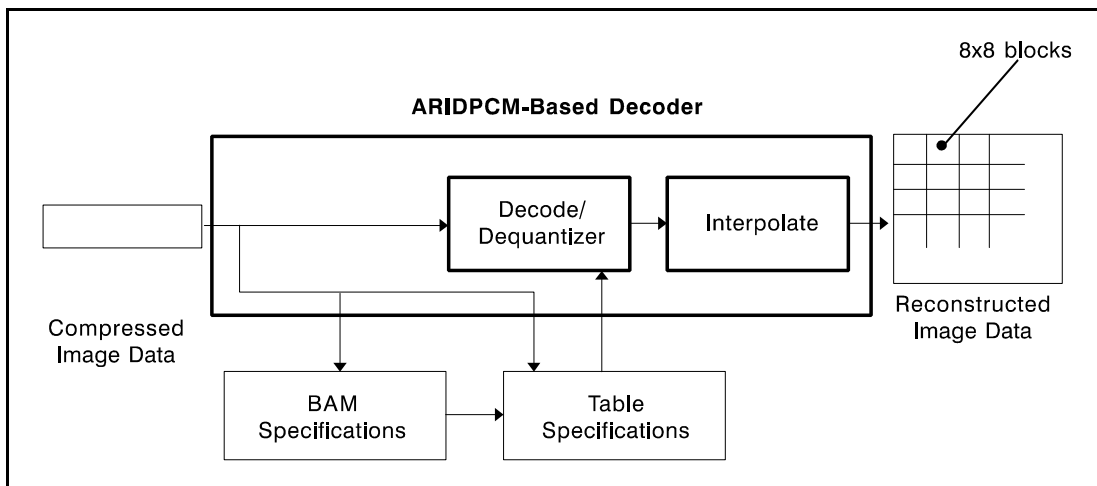 8x8 blocks
ARIDPCM-Based Decoder
Decode/
Dequantizer
Interpolate
Compressed
Image Data
Reconstructed
Image Data
BAM
Specifications
Table
Specifications